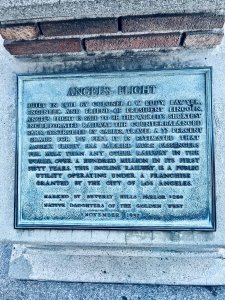 ANGELS FLIGHT
BUILT IN 1901 BY COLONEL J.W. EDDY, LAWYER,
ENGINEER AND FRIEND OF PRESIDENT LINCOLN,
ANGELS FLIGHT IS SAID TO BE THE WORLD'S SHORTEST
INCORPORATED RAILWAY. THE COUNTERBALANCED
CARS, CONTROLLED BY CABLES, TRAVEL A 33 PERCENT
GRADE FOR 315 FEET. IT IS ESTIMATED THAT
ANGELS FLIGHT HAS CARRIED MORE PASSENGERS
PER MILE THAN ANY OTHER RAILWAY IN THE
WORLD, OVER A HUNDRED MILLION IN ITS FIRST
FIFTY YEARS. THIS INCLINE RAILWAY IS A PUBLIC
UTILITY OPERATING UNDER A FRANCHISE
GRANTED BY THE CITY OF LOS ANGELES.
MARKED BY BEVERLY HILLS PARLOR
NATIVE DAUGHTERS OF THE GOLDEN WEST
NOVEMBER